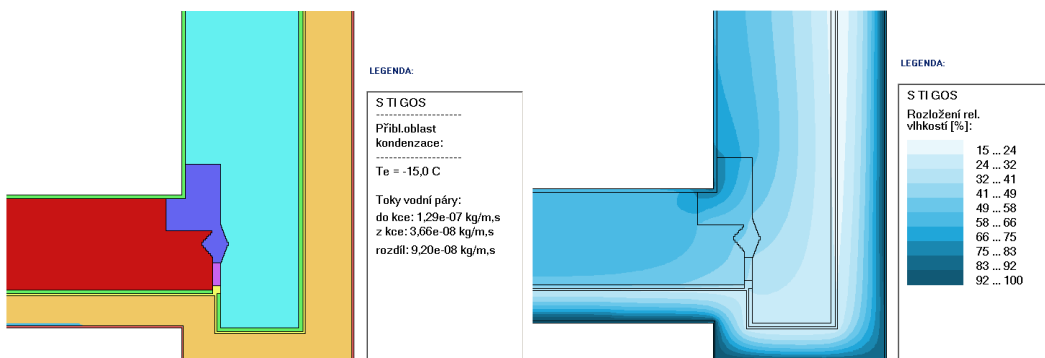 LEGENDA:
S TI GOS
--------------------
Přibl.oblast
kondenzace:
--------------------
Te = -15,0 C
Toky vodní páry:
do kce: 1,29e-07 kg/m,s
z kce: 3,66e-08 kg/m,s
rozdíl: 9,20e-08 kg/m,s
LEGENDA:
S TI GOS
--------------------
Rozložení rel.
vlhkostí [%]:
15 ... 24
24 ... 32
32 ... 41
41 ... 49
49 ... 58
58 ... 66
66 ... 75
75 ... 83
83 ... 92
92 ... 100